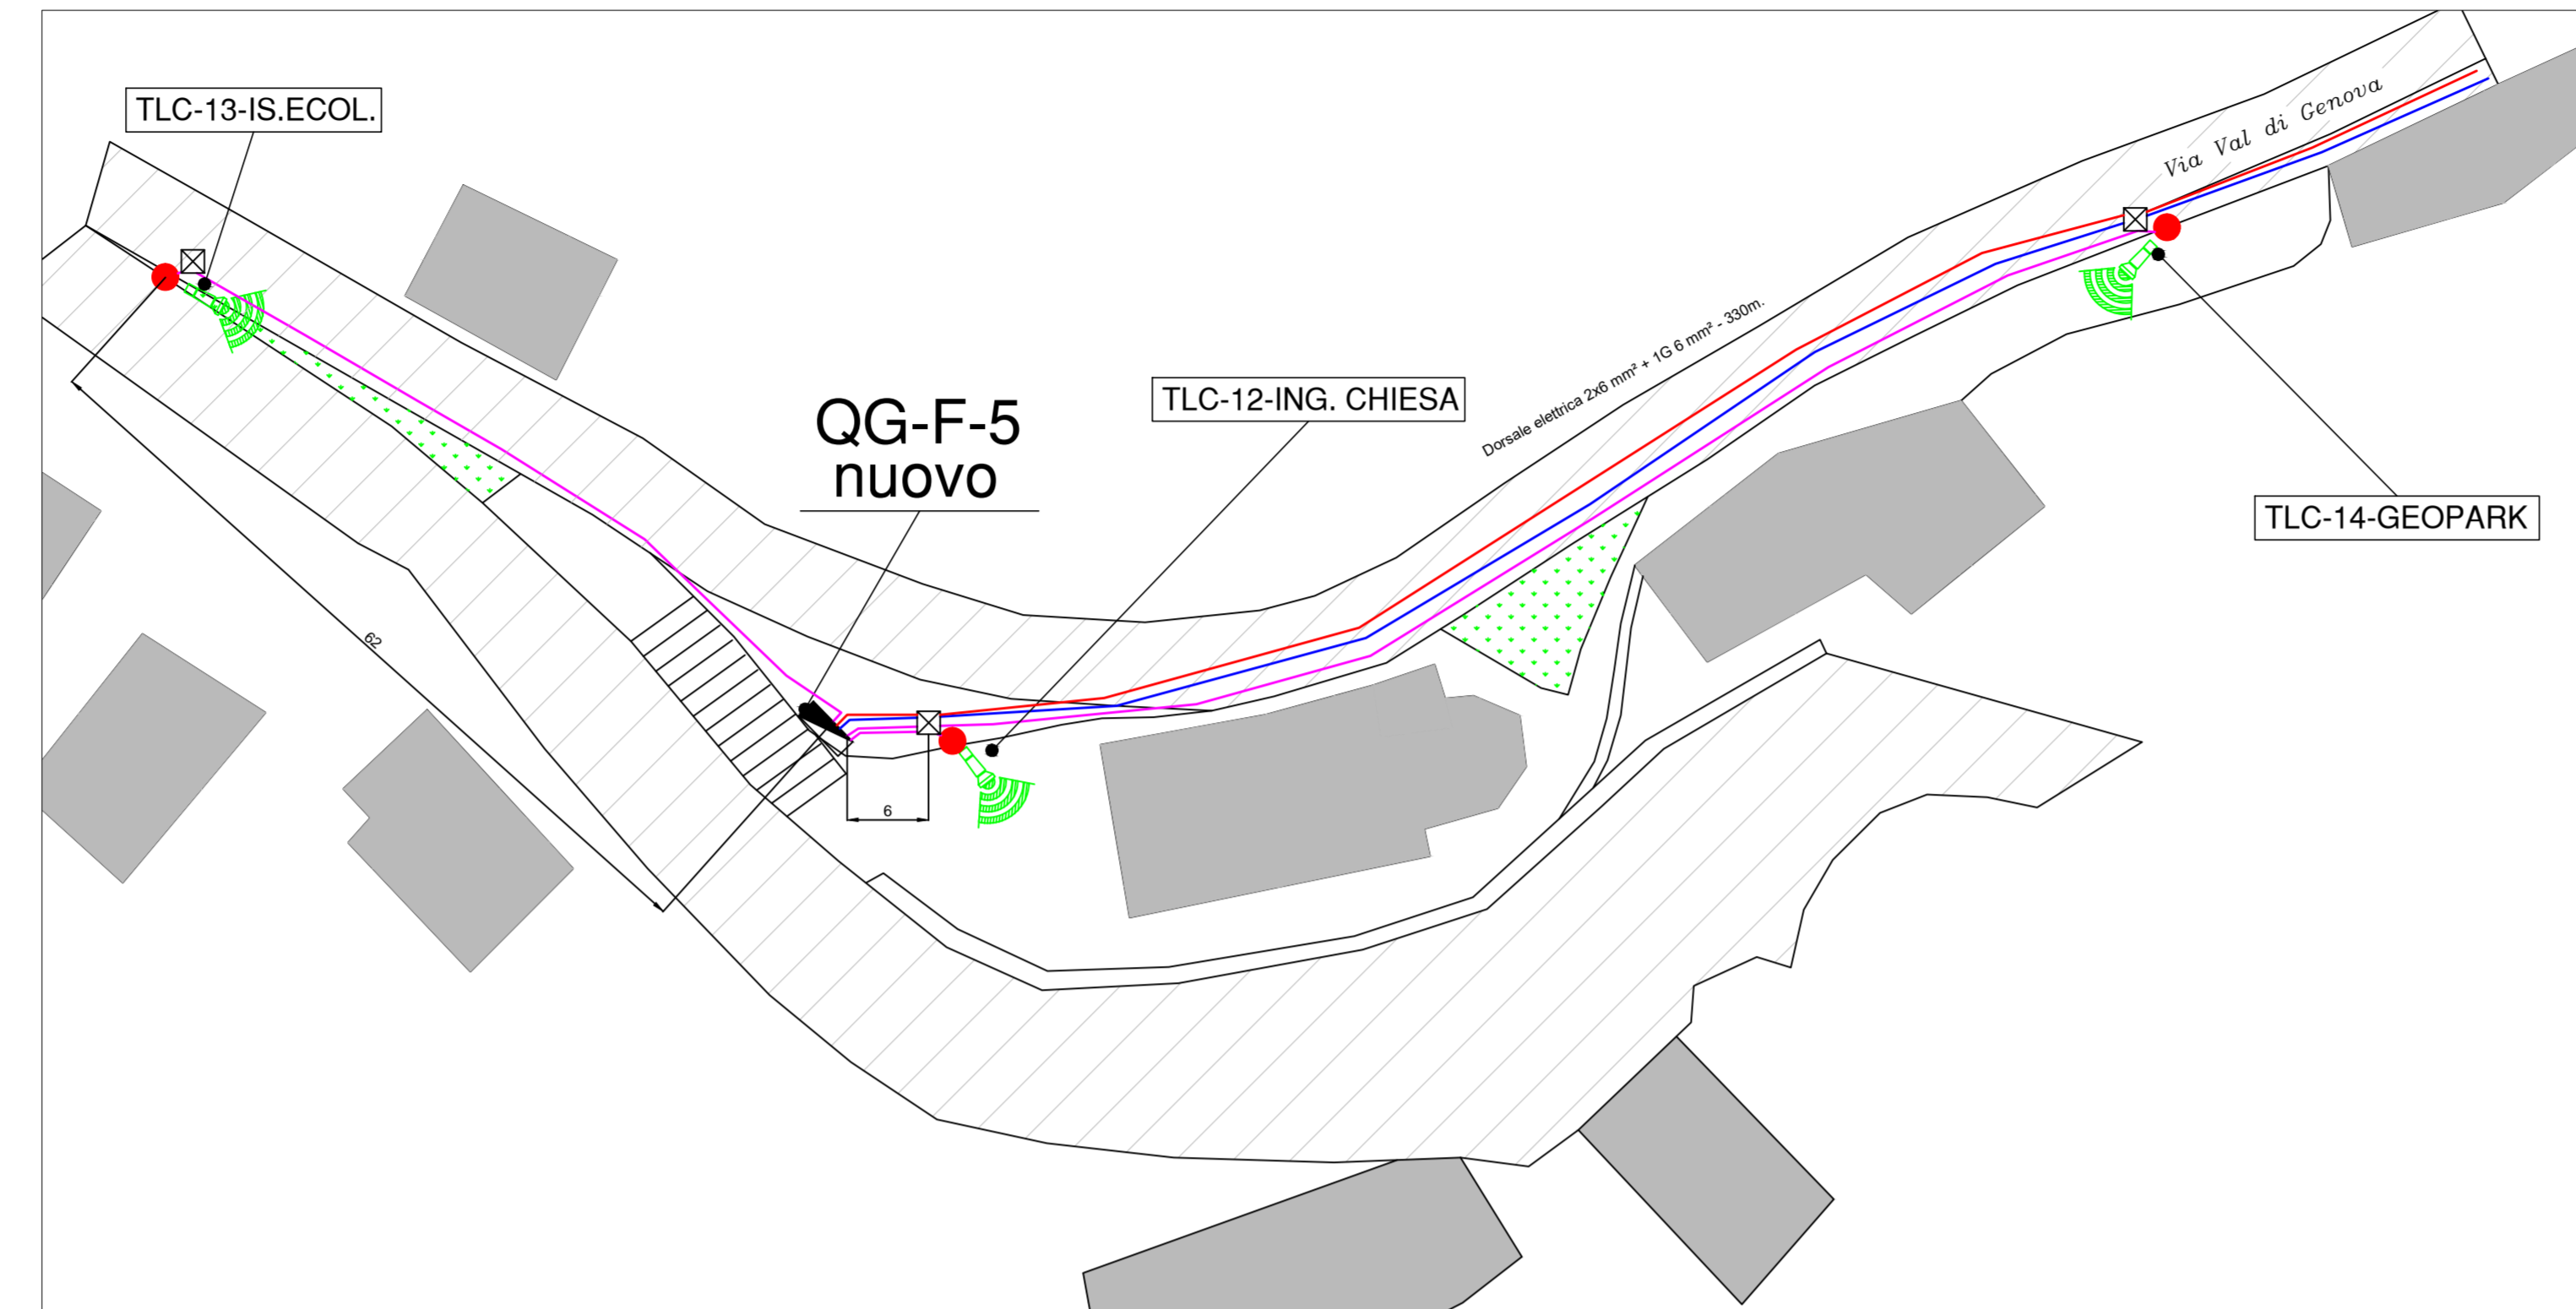 Via Val di Genova
TLC-13-IS.ECOL.
Dorsale elettrica 2x6 mm² + 1G 6 mm² - 330m.
QG-F-5
nuovo
TLC-12-ING. CHIESA
TLC-14-GEOPARK
62
6